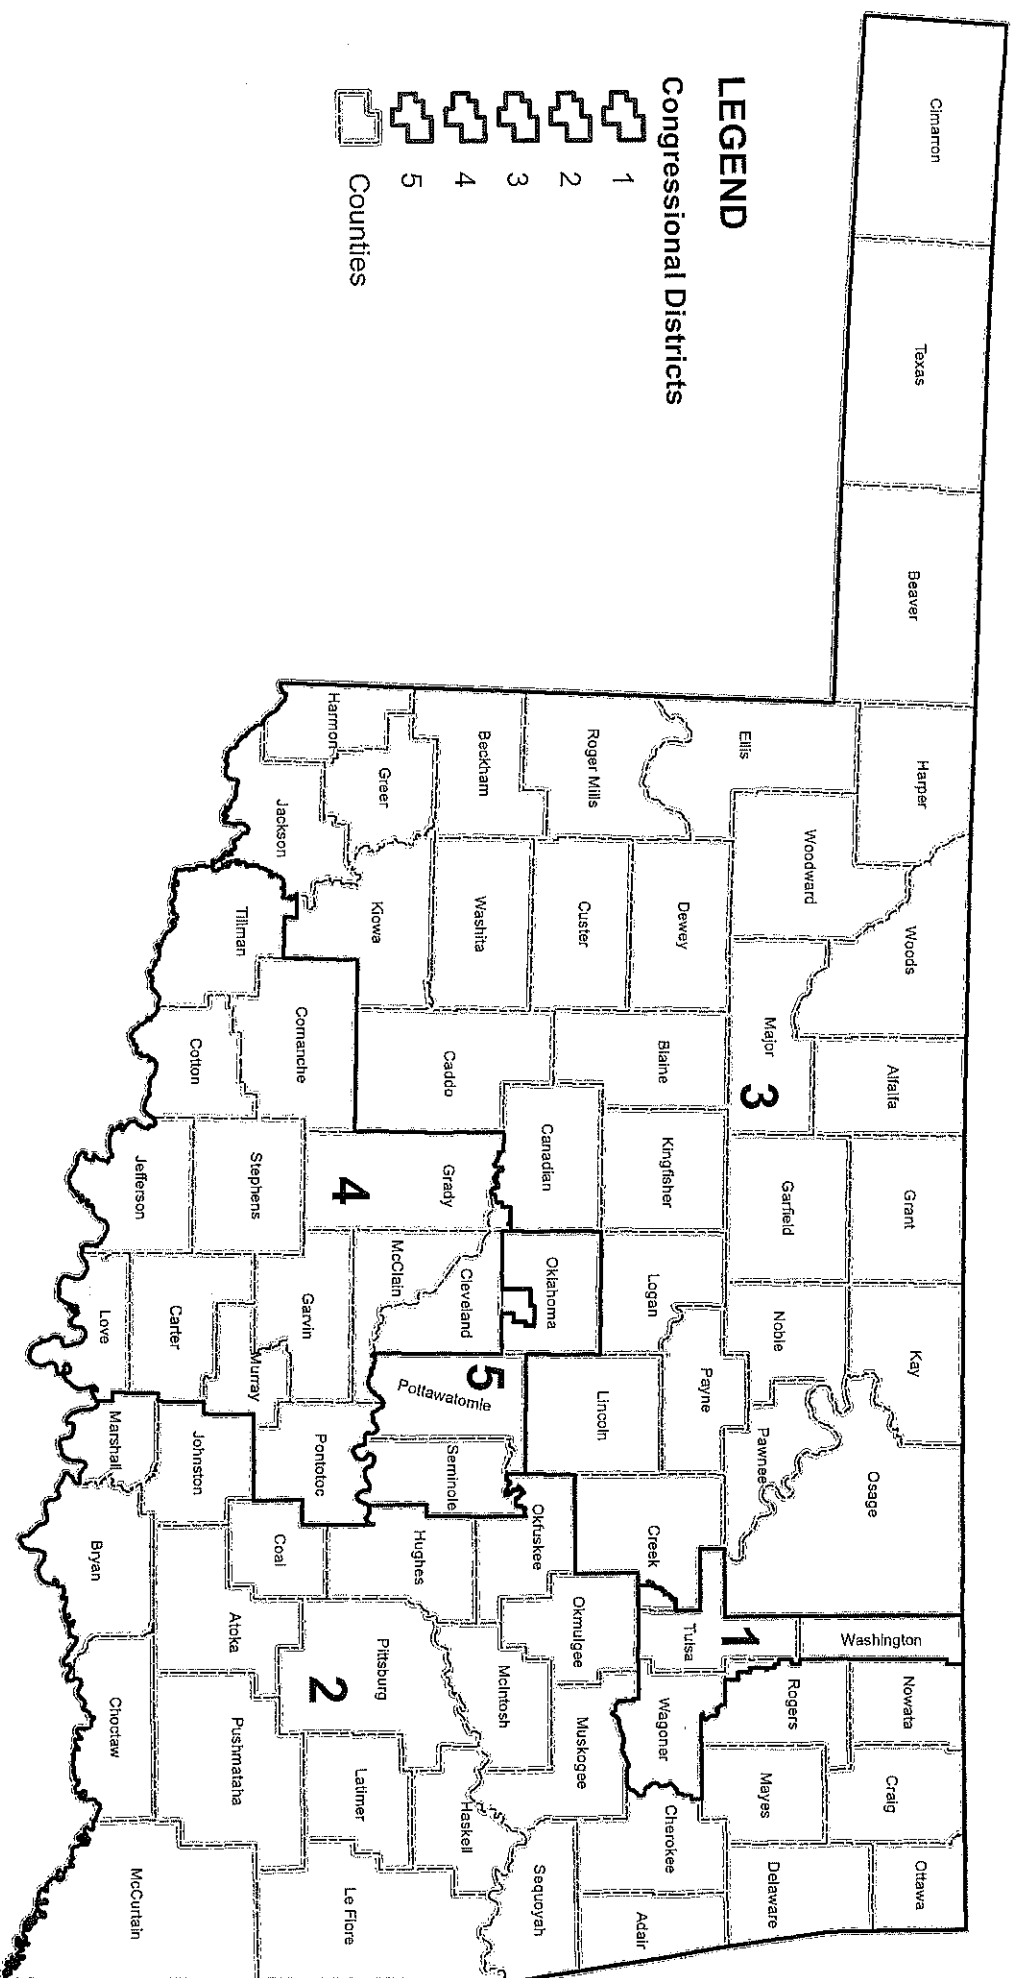 LEGEND
Congressional Districts
1
2
3
4
5
Counties
Cimarron
Texas
Beaver
Harper
Woods
Alfalfa
Grant
Kay
Osage
Washington
Nowata
Craig
Ottawa
Ellis
Woodward
Major
3
Garfield
Noble
Pawnee
1
Rogers
Mayes
Delaware
Roger Mills
Dewey
Blaine
Kingfisher
Logan
Payne
Creek
Tulsa
Wagoner
Cherokee
Adair
Beckham
Custer
Washita
Caddo
Canadian
Oklahoma
Lincoln
Okfuskee
Okmulgee
Muskogee
McIntosh
Sequoyah
Harmon
Greer
Kiowa
Grady
McClain
Cleveland
5
Pottawatomie
Seminole
Hughes
Pittsburg
Haskell
Jackson
Tillman
Comanche
Cotton
4
Stephens
Garvin
Murray
Pontotoc
Coal
2
Latimer
Le Flore
Jefferson
Carter
Love
Johnston
Marshall
Atoka
Bryan
Pushmataha
Choctaw
McCurtain